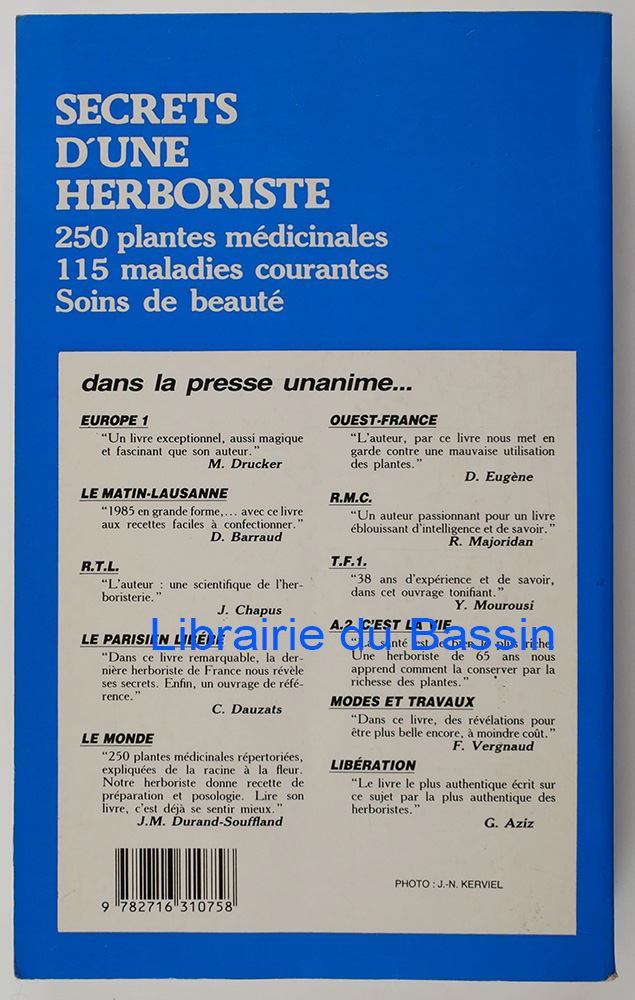 SECRETS
D'UNE
HERBORISTE
250 plantes médicinales
115 maladies courantes
Soins de beauté
dans la presse unanime...
EUROPE 1
“Un livre exceptionnel, aussi magique
et fascinant que son auteur.”
M. Drucker
LE MATIN-LAUSANNE
“1985 en grande forme,... avec ce livre
aux recettes faciles à confectionner.”
D. Barraud
R.T.L.
“L'auteur : une scientifique de l'her-
boristerie.”
J. Chapus
LE PARISIEN LIBÉRÉ
“Dans ce livre remarquable, la der-
nière herboriste de France nous révèle
ses secrets. Enfin, un ouvrage de réfé-
rence.”
C. Dauzats
LE MONDE
“250 plantes médicinales répertoriées,
expliquées de la racine à la fleur.
Notre herboriste donne recette de
préparation et posologie. Lire son
livre, c'est déjà se sentir mieux.”
J.M. Durand-Souffland
OUEST-FRANCE
“L'auteur, par ce livre nous met en
garde contre une mauvaise utilisation
des plantes.”
D. Eugène
R.M.C.
“Un auteur passionnant pour un livre
éblouissant d'intelligence et de savoir.”
R. Majoridan
T.F.1.
“38 ans d'expérience et de savoir,
dans cet ouvrage tonifiant.”
Y. Mourousi
A.2 C'EST LA VIE
est le bien le plus riche.
Une herboriste de 65 ans nous
apprend comment la conserver par la
richesse des plantes.”
MODES ET TRAVAUX
“Dans ce livre, des révélations pour
être plus belle encore, à moindre coût.”
F. Vergnaud
LIBÉRATION
“Le livre le plus authentique écrit sur
ce sujet par la plus authentique des
herboristes.”
G. Aziz
Librairie du Bassin
9 782716 310758
PHOTO : J.-N. KERVIEL